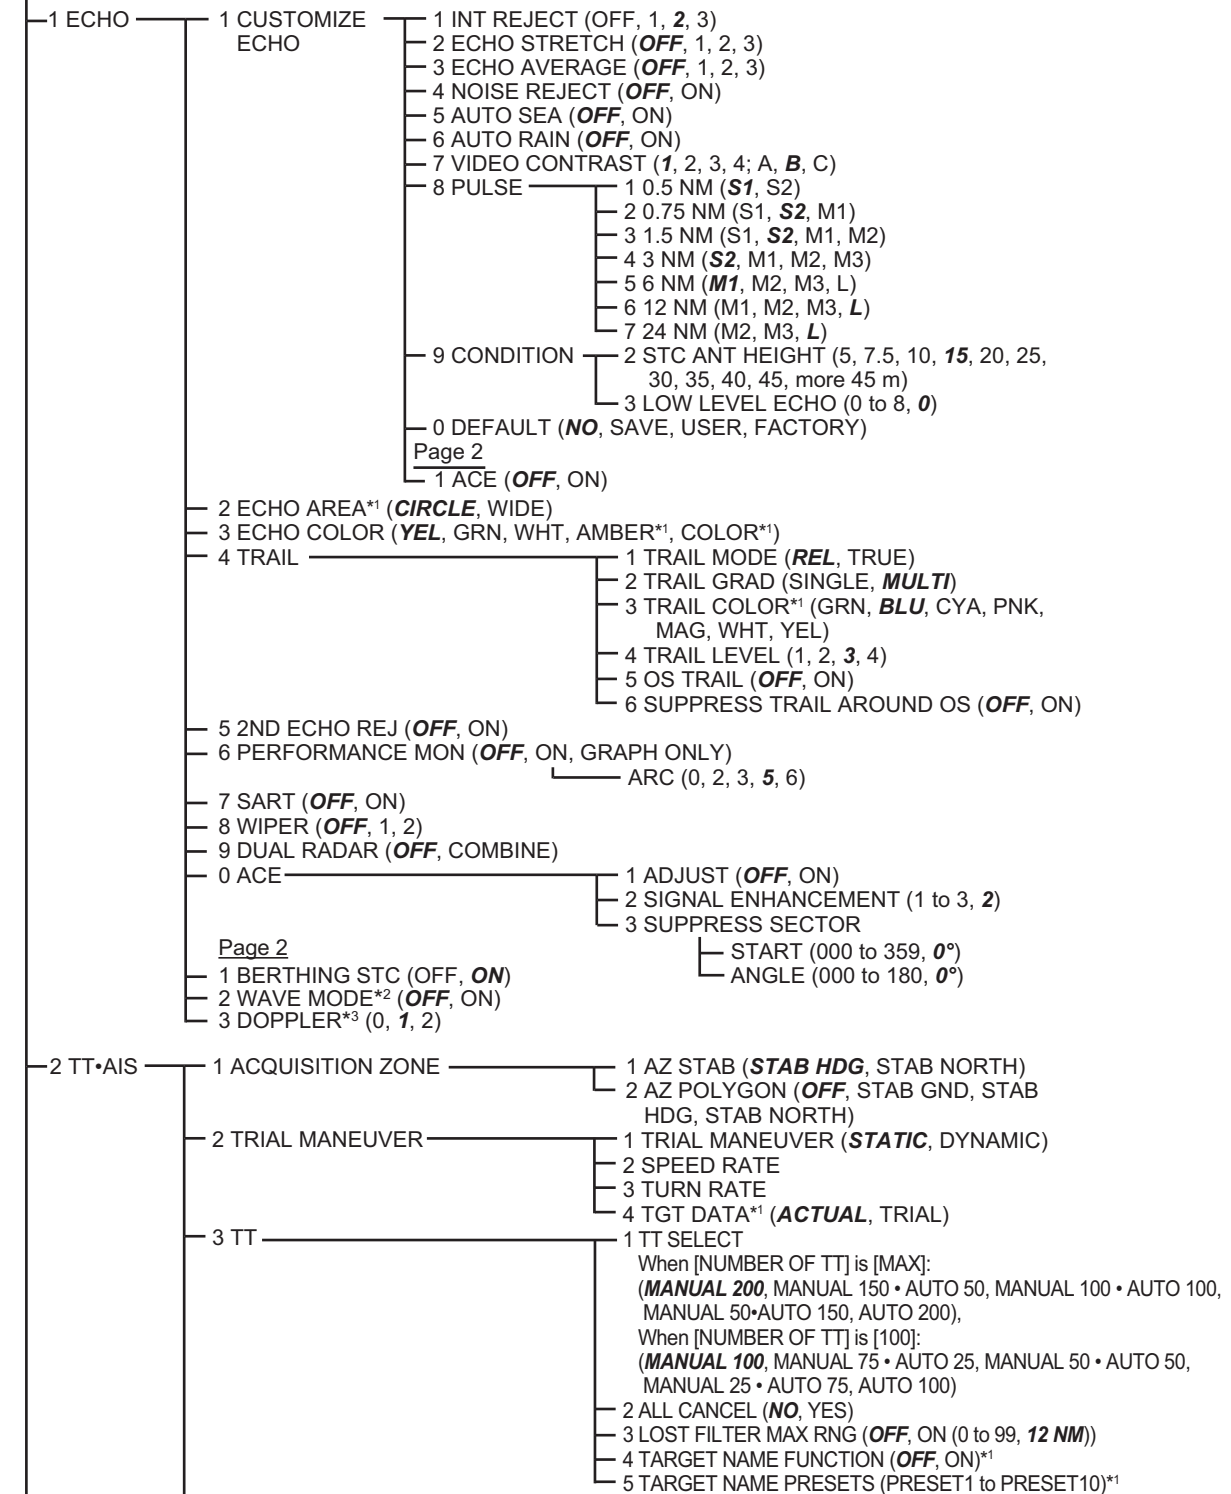 1 ECHO
1 CUSTOMIZE
ECHO
1 INT REJECT (OFF, 1, 2, 3)
2 ECHO STRETCH (OFF, 1, 2, 3)
3 ECHO AVERAGE (OFF, 1, 2, 3)
4 NOISE REJECT (OFF, ON)
5 AUTO SEA (OFF, ON)
6 AUTO RAIN (OFF, ON)
7 VIDEO CONTRAST (1, 2, 3, 4; A, B, C)
8 PULSE
1 0.5 NM (S1, S2)
2 0.75 NM (S1, S2, M1)
3 1.5 NM (S1, S2, M1, M2)
4 3 NM (S2, M1, M2, M3)
5 6 NM (M1, M2, M3, L)
6 12 NM (M1, M2, M3, L)
7 24 NM (M2, M3, L)
9 CONDITION
2 STC ANT HEIGHT (5, 7.5, 10, 15, 20, 25,
30, 35, 40, 45, more 45 m)
3 LOW LEVEL ECHO (0 to 8, 0)
0 DEFAULT (NO, SAVE, USER, FACTORY)
Page 2
1 ACE (OFF, ON)
2 ECHO AREA*1 (CIRCLE, WIDE)
3 ECHO COLOR (YEL, GRN, WHT, AMBER*1, COLOR*1)
4 TRAIL
1 TRAIL MODE (REL, TRUE)
2 TRAIL GRAD (SINGLE, MULTI)
3 TRAIL COLOR*1 (GRN, BLU, CYA, PNK,
MAG, WHT, YEL)
4 TRAIL LEVEL (1, 2, 3, 4)
5 OS TRAIL (OFF, ON)
6 SUPPRESS TRAIL AROUND OS (OFF, ON)
5 2ND ECHO REJ (OFF, ON)
6 PERFORMANCE MON (OFF, ON, GRAPH ONLY)
ARC (0, 2, 3, 5, 6)
7 SART (OFF, ON)
8 WIPER (OFF, 1, 2)
9 DUAL RADAR (OFF, COMBINE)
0 ACE
1 ADJUST (OFF, ON)
2 SIGNAL ENHANCEMENT (1 to 3, 2)
3 SUPPRESS SECTOR
START (000 to 359, 0°)
ANGLE (000 to 180, 0°)
Page 2
1 BERTHING STC (OFF, ON)
2 WAVE MODE*2 (OFF, ON)
3 DOPPLER*3 (0, 1, 2)
2 TT•AIS
1 ACQUISITION ZONE
1 AZ STAB (STAB HDG, STAB NORTH)
2 AZ POLYGON (OFF, STAB GND, STAB
HDG, STAB NORTH)
2 TRIAL MANEUVER
1 TRIAL MANEUVER (STATIC, DYNAMIC)
2 SPEED RATE
3 TURN RATE
4 TGT DATA*1 (ACTUAL, TRIAL)
3 TT
1 TT SELECT
When [NUMBER OF TT] is [MAX]:
(MANUAL 200, MANUAL 150 • AUTO 50, MANUAL 100 • AUTO 100,
MANUAL 50•AUTO 150, AUTO 200),
When [NUMBER OF TT] is [100]:
(MANUAL 100, MANUAL 75 • AUTO 25, MANUAL 50 • AUTO 50,
MANUAL 25 • AUTO 75, AUTO 100)
2 ALL CANCEL (NO, YES)
3 LOST FILTER MAX RNG (OFF, ON (0 to 99, 12 NM))
4 TARGET NAME FUNCTION (OFF, ON)*1
5 TARGET NAME PRESETS (PRESET1 to PRESET10)*1